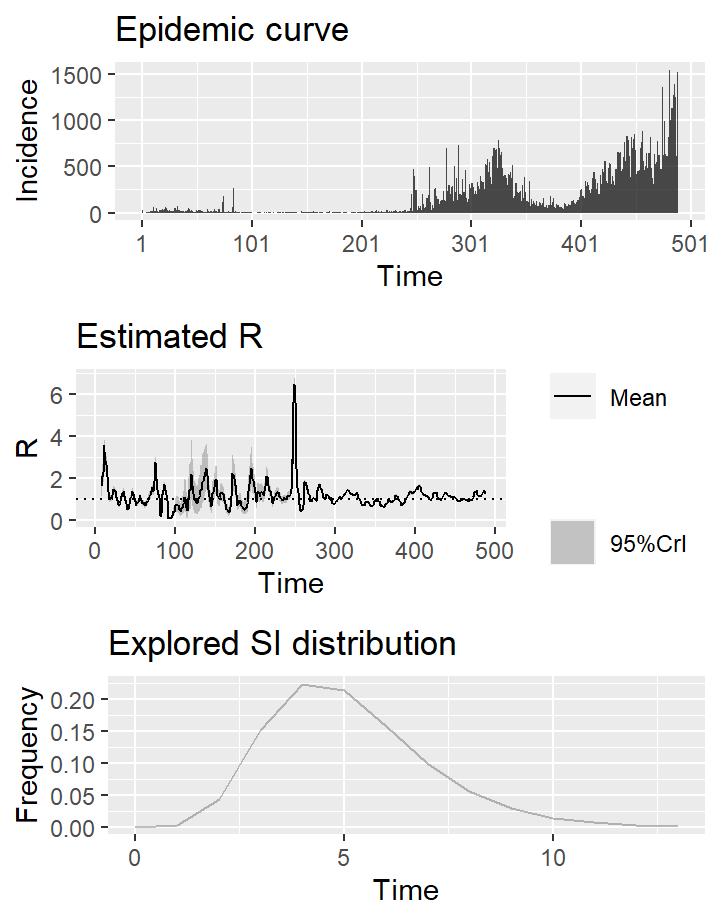 Epidemic curve
Incidence
1500
1000
500
0
1 101 201 301 401 501
Time
Estimated R
R
6
4
2
0
0 100 200 300 400 500
Time
Mean
95%CrI
Explored SI distribution
Frequency
0.20
0.15
0.10
0.05
0.00
0 5 10
Time